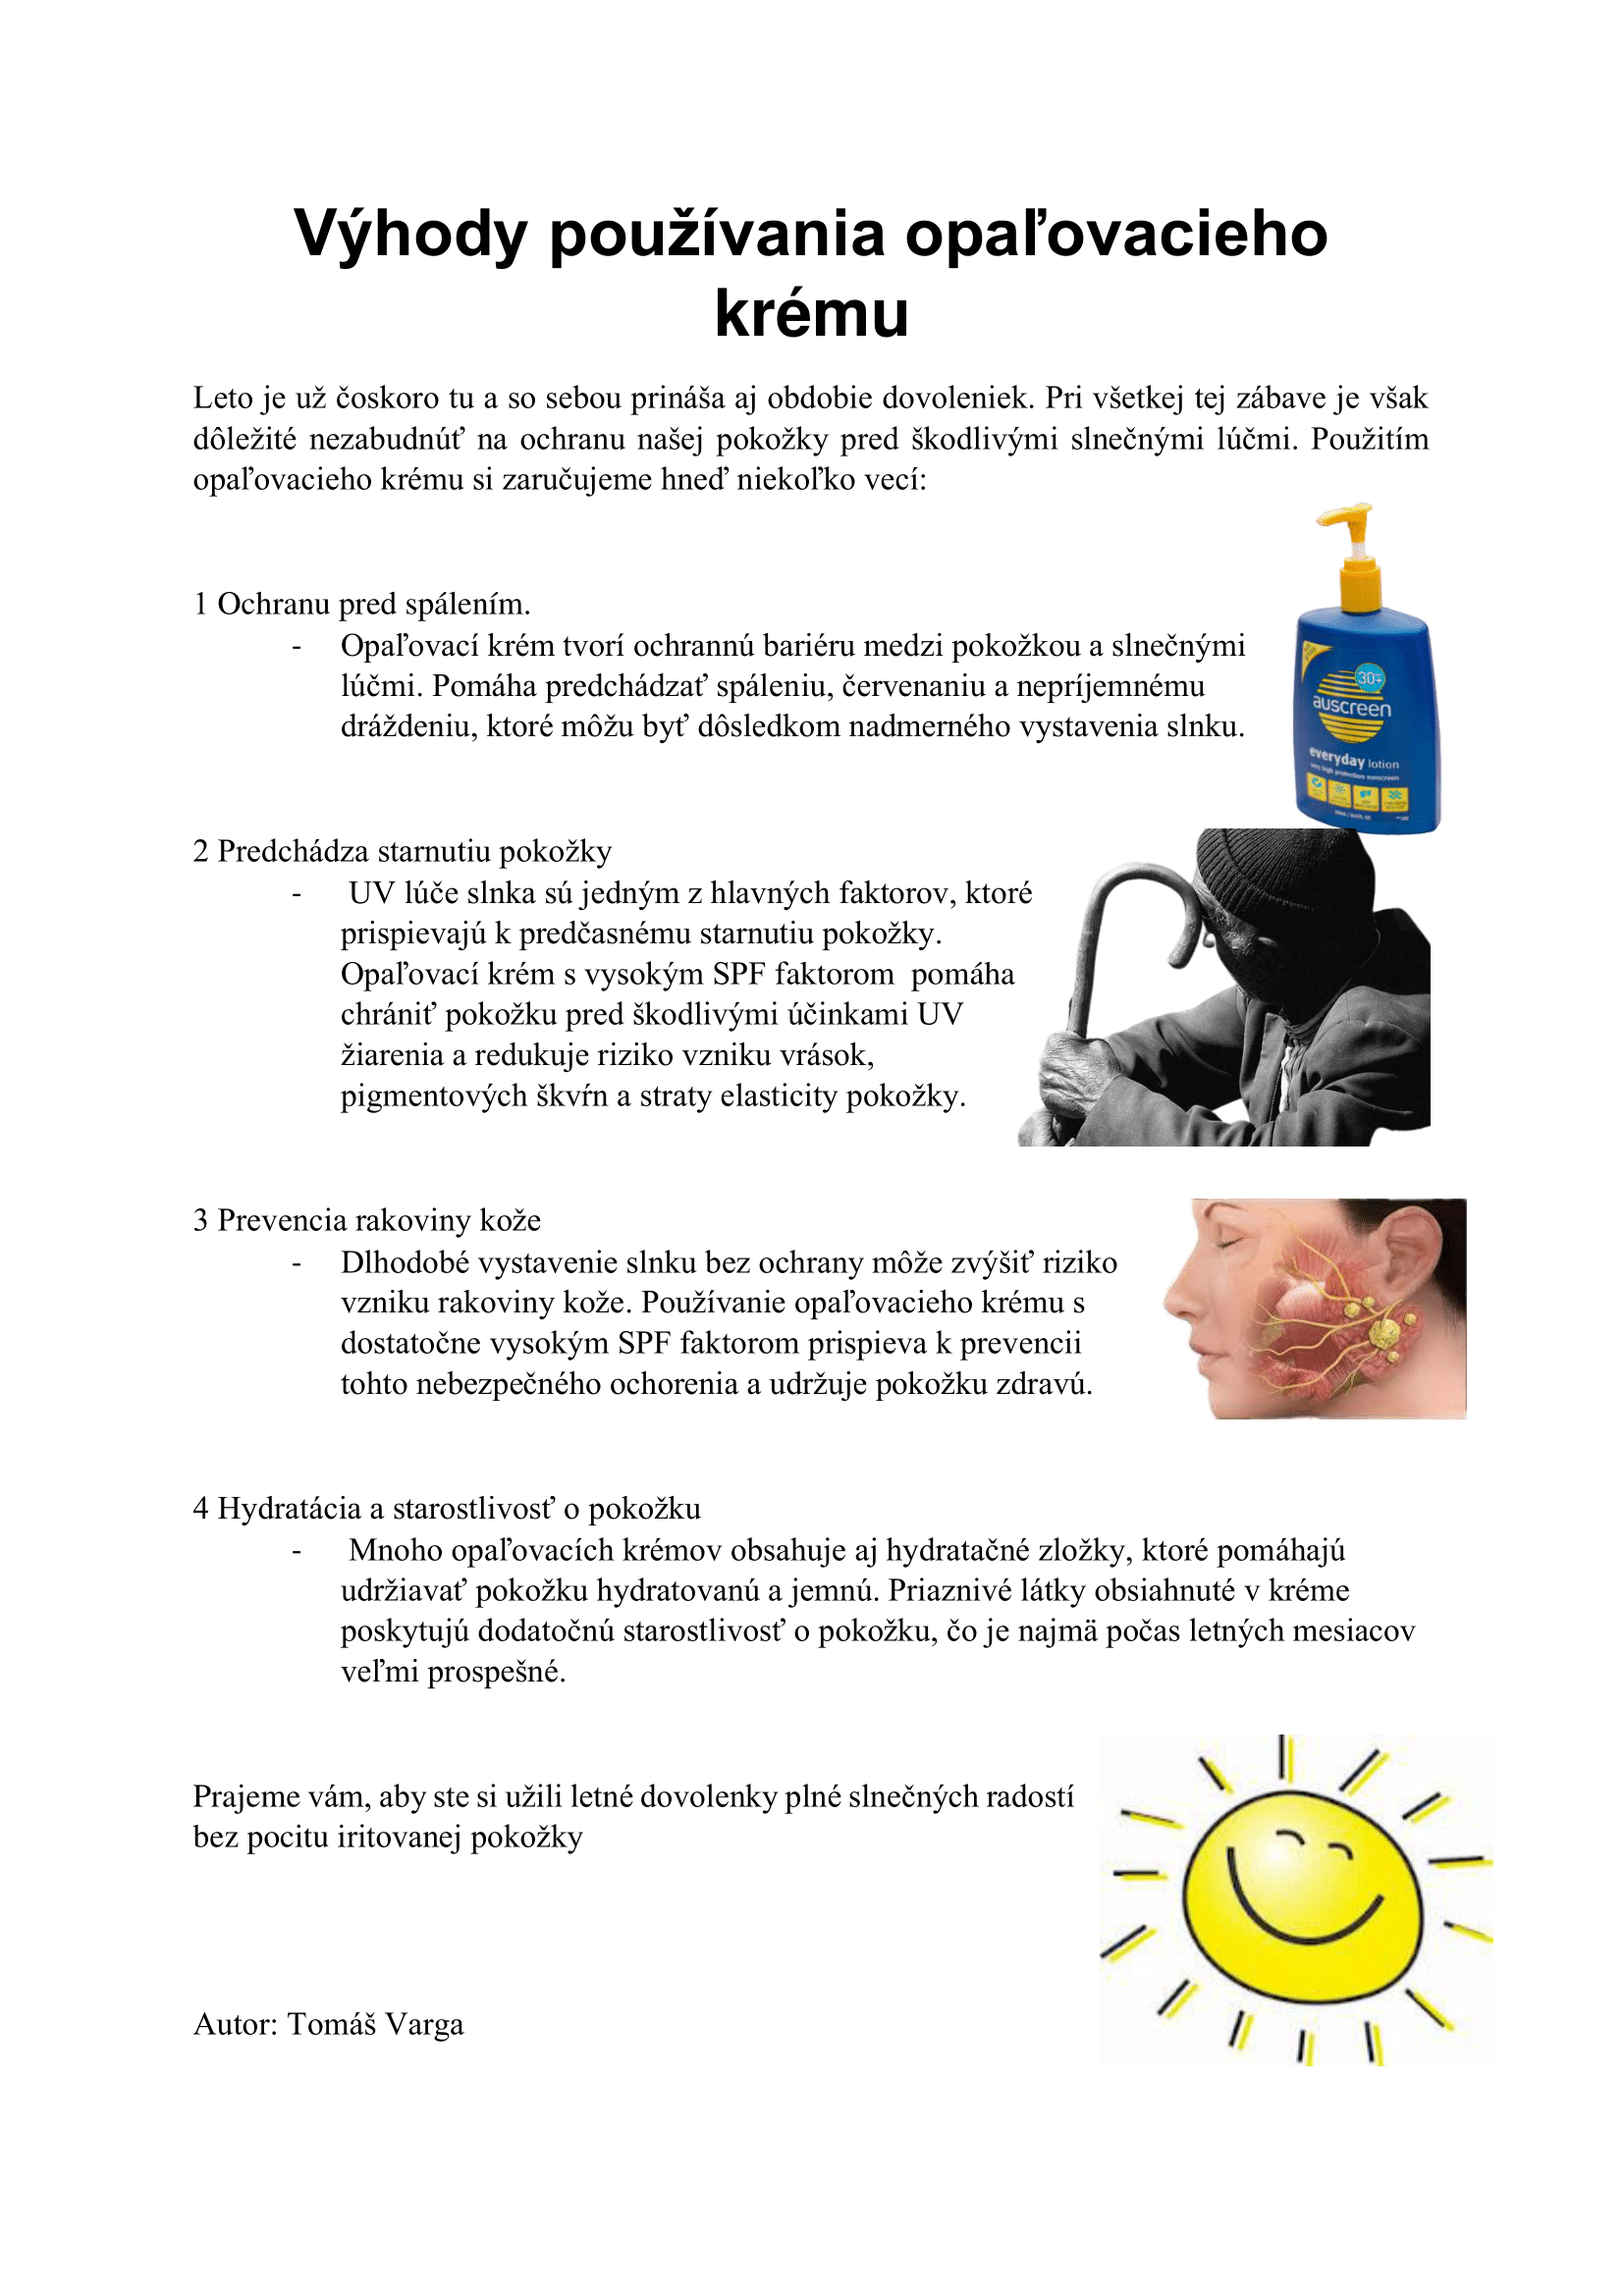 Výhody používania opaľovacieho
krému
Leto je už čoskoro tu a so sebou prináša aj obdobie dovoleniek. Pri všetkej tej zábave je však
dôležité nezabudnúť na ochranu našej pokožky pred škodlivými slnečnými lúčmi. Použitím
opaľovacieho krému si zaručujeme hneď niekoľko vecí:
1 Ochranu pred spálením.
- Opaľovací krém tvorí ochrannú bariéru medzi pokožkou a slnečnými
lúčmi. Pomáha predchádzať spáleniu, červenaniu a nepríjemnému
dráždeniu, ktoré môžu byť dôsledkom nadmerného vystavenia slnku.
30+
auscreen
everyday lotion
very high protection sunscreen
2 Predchádza starnutiu pokožky
- UV lúče slnka sú jedným z hlavných faktorov, ktoré
prispievajú k predčasnému starnutiu pokožky.
Opaľovací krém s vysokým SPF faktorom  pomáha
chrániť pokožku pred škodlivými účinkami UV
žiarenia a redukuje riziko vzniku vrások,
pigmentových škvŕn a straty elasticity pokožky.
3 Prevencia rakoviny kože
- Dlhodobé vystavenie slnku bez ochrany môže zvýšiť riziko
vzniku rakoviny kože. Používanie opaľovacieho krému s
dostatočne vysokým SPF faktorom prispieva k prevencii
tohto nebezpečného ochorenia a udržuje pokožku zdravú.
4 Hydratácia a starostlivosť o pokožku
- Mnoho opaľovacích krémov obsahuje aj hydratačné zložky, ktoré pomáhajú
udržiavať pokožku hydratovanú a jemnú. Priaznivé látky obsiahnuté v kréme
poskytujú dodatočnú starostlivosť o pokožku, čo je najmä počas letných mesiacov
veľmi prospešné.
Prajeme vám, aby ste si užili letné dovolenky plné slnečných radostí
bez pocitu iritovanej pokožky
Autor: Tomáš Varga